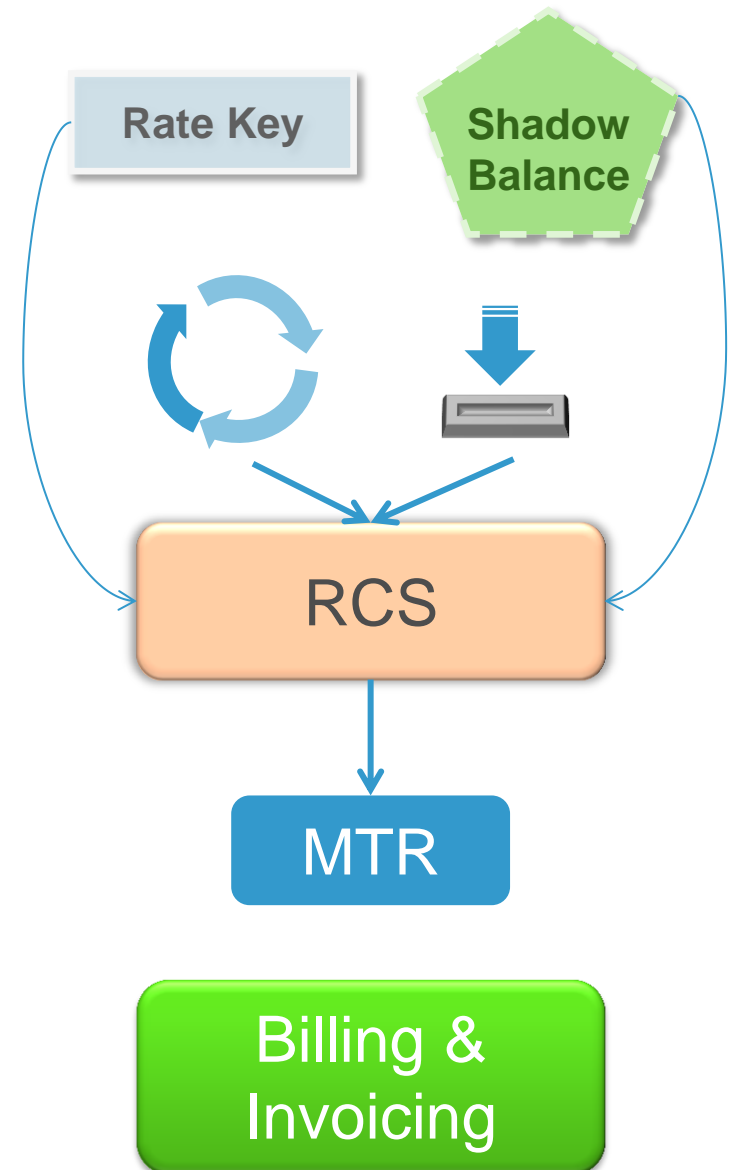 Rate Key
Shadow
Balance
RCS
MTR
Billing &
Invoicing